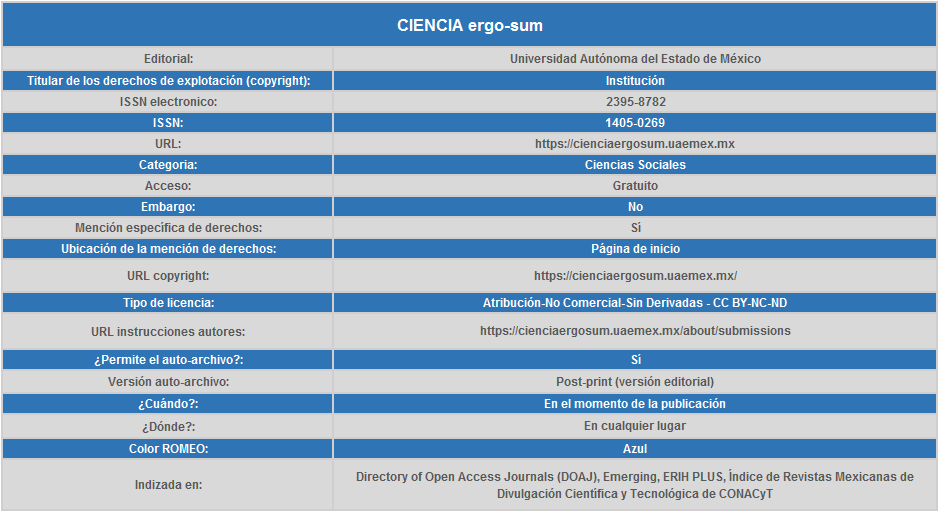 CIENCIA ergo-sum
Editorial: Universidad Autónoma del Estado de México
Titular de los derechos de explotación (copyright): Institución
ISSN electronico: 2395-8782
ISSN: 1405-0269
URL: https://cienciaergosum.uaemex.mx
Categoria: Ciencias Sociales
Acceso: Gratuito
Embargo: No
Mención específica de derechos: Sí
Ubicación de la mención de derechos: Página de inicio
URL copyright: https://cienciaergosum.uaemex.mx/
Tipo de licencia: Atribución-No Comercial-Sin Derivadas - CC BY-NC-ND
URL instrucciones autores: https://cienciaergosum.uaemex.mx/about/submissions
¿Permite el auto-archivo?: Sí
Versión auto-archivo: Post-print (versión editorial)
¿Cuándo?: En el momento de la publicación
¿Dónde?: En cualquier lugar
Color ROMEO: Azul
Indizada en: Directory of Open Access Journals (DOAJ), Emerging, ERIH PLUS, Índice de Revistas Mexicanas de
Divulgación Científica y Tecnológica de CONACyT